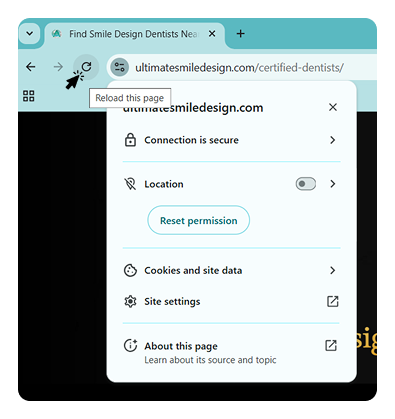 Find Smile Design Dentists Nea
ultimatesmiledesign.com/certified-dentists/
Reload this page
ultimatesmiledesign.com
Connection is secure
Location
Reset permission
Cookies and site data
Site settings
sig
About this page
Learn about its source and topic